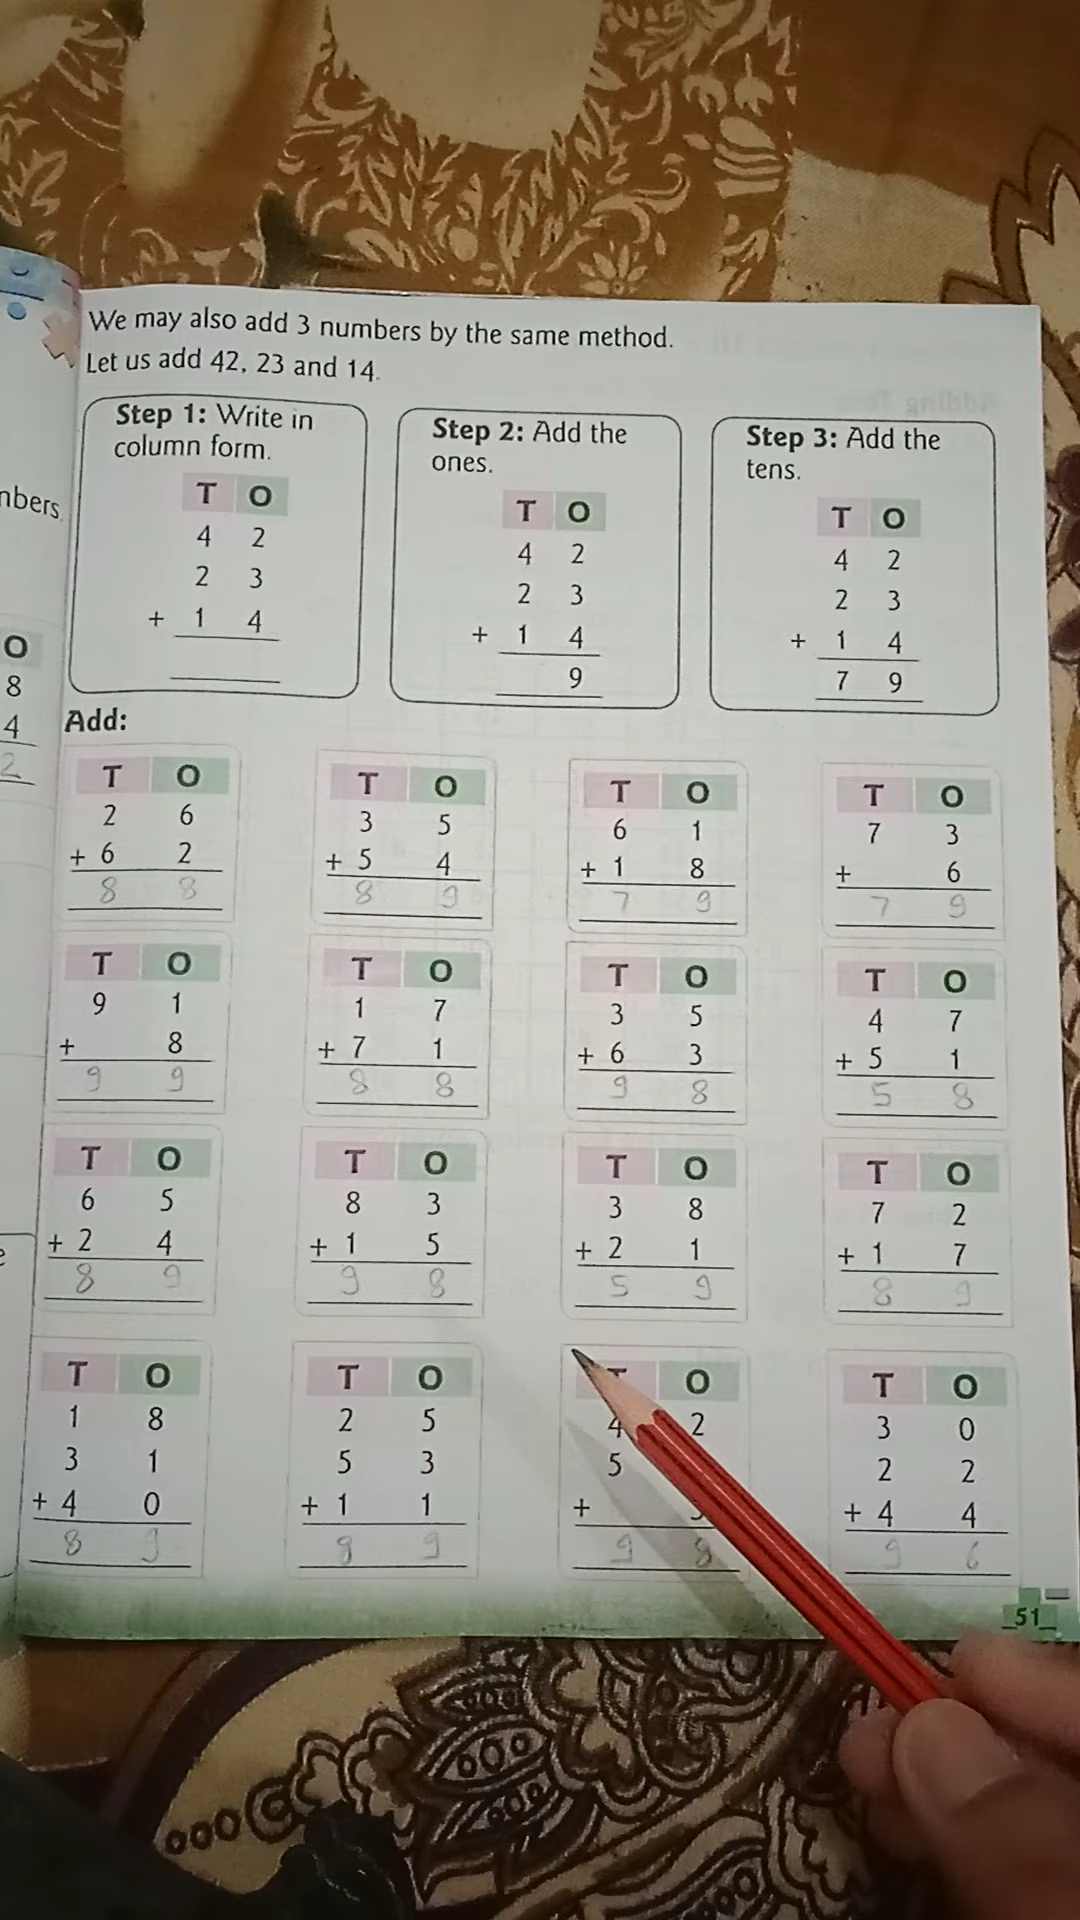 We may also add 3 numbers by the same method.
Let us add 42, 23 and 14.
Step 1: Write in
column form.
T O
4 2
2 3
+ 1 4
Step 2: Add the
ones.
T O
4 2
2 3
+ 1 4
9
Step 3: Add the
tens.
T O
4 2
2 3
+ 1 4
7 9
nbers.
O
8
4
2
Add:
T O
2 6
+ 6 2
8 8
T O
3 5
+ 5 4
8 9
T O
6 1
+ 1 8
7 9
T O
7 3
+ 6
7 9
T O
9 1
+ 8
9 9
T O
1 7
+ 7 1
8 8
T O
3 5
+ 6 3
9 8
T O
4 7
+ 5 1
5 8
T O
6 5
+ 2 4
8 9
T O
8 3
+ 1 5
9 8
T O
3 8
+ 2 1
5 9
T O
7 2
+ 1 7
8 9
T O
1 8
3 1
+ 4 0
8 9
T O
2 5
5 3
+ 1 1
8 9
T O
4 2
5
+
9 8
T O
3 0
2 2
+ 4 4
9 6
51